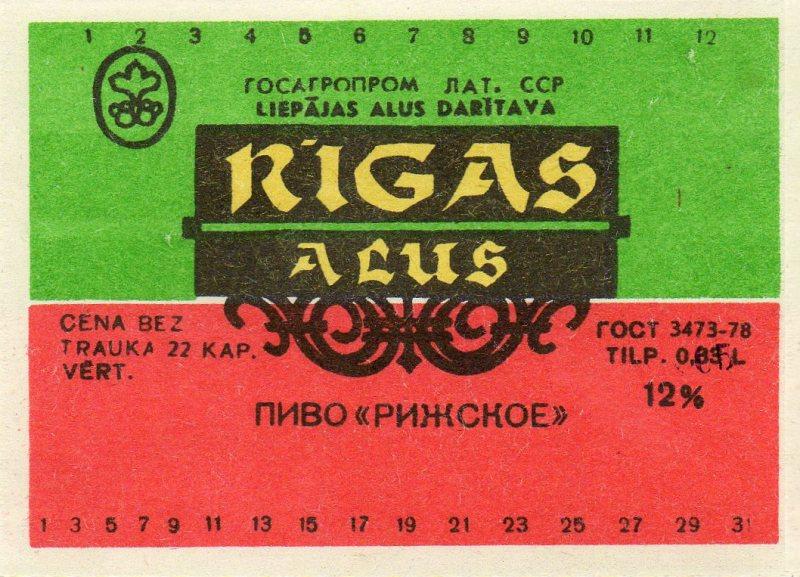 1 2 3 4 5 6 7 8 9 10 11 12
ГОСАГРОПРОМ ЛАТ. ССР
LIEPĀJAS ALUS DARĪTAVA
RĪGAS
ALUS
CENA BEZ
TRAUKA 22 KAP.
VĒRT.
ГОСТ 3473-78
TILP. L
12%
ПИВО «РИЖСКОЕ»
1 3 5 7 9 11 13 15 17 19 21 23 25 27 29 31